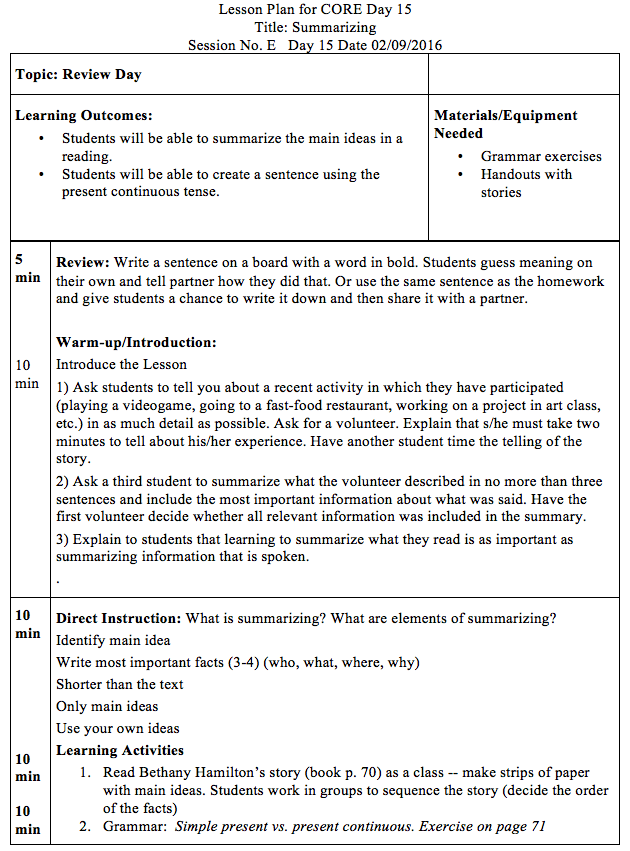 Lesson Plan for CORE Day 15
Title: Summarizing
Session No. E Day 15 Date 02/09/2016
Topic: Review Day
Learning Outcomes:
• Students will be able to summarize the main ideas in a
reading.
• Students will be able to create a sentence using the
present continuous tense.
Materials/Equipment
Needed
• Grammar exercises
• Handouts with
stories
5
min
Review: Write a sentence on a board with a word in bold. Students guess meaning on
their own and tell partner how they did that. Or use the same sentence as the homework
and give students a chance to write it down and then share it with a partner.
Warm-up/Introduction:
10
min
Introduce the Lesson
1) Ask students to tell you about a recent activity in which they have participated
(playing a videogame, going to a fast-food restaurant, working on a project in art class,
etc.) in as much detail as possible. Ask for a volunteer. Explain that s/he must take two
minutes to tell about his/her experience. Have another student time the telling of the
story.
2) Ask a third student to summarize what the volunteer described in no more than three
sentences and include the most important information about what was said. Have the
first volunteer decide whether all relevant information was included in the summary.
3) Explain to students that learning to summarize what they read is as important as
summarizing information that is spoken.
.
10
min
Direct Instruction: What is summarizing? What are elements of summarizing?
Identify main idea
Write most important facts (3-4) (who, what, where, why)
Shorter than the text
Only main ideas
Use your own ideas
Learning Activities
10
min
1. Read Bethany Hamilton's story (book p. 70) as a class -- make strips of paper
with main ideas. Students work in groups to sequence the story (decide the order
of the facts)
10
min
2. Grammar: Simple present vs. present continuous. Exercise on page 71